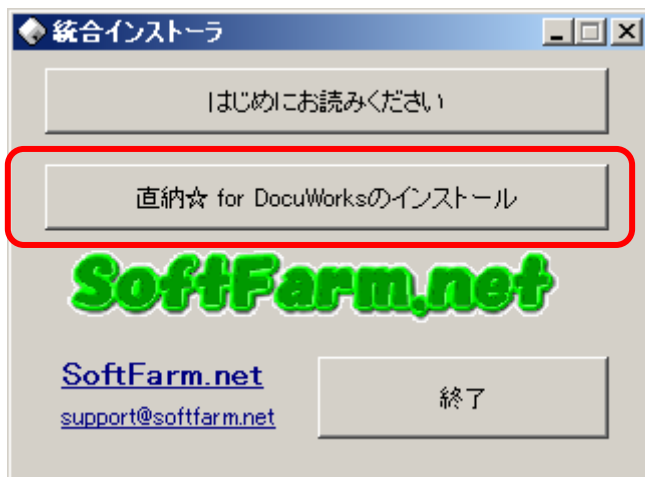 統合インストーラ
はじめにお読みください
直納☆ for DocuWorksのインストール
SoftFarm.net
SoftFarm.net
support@softfarm.net
終了